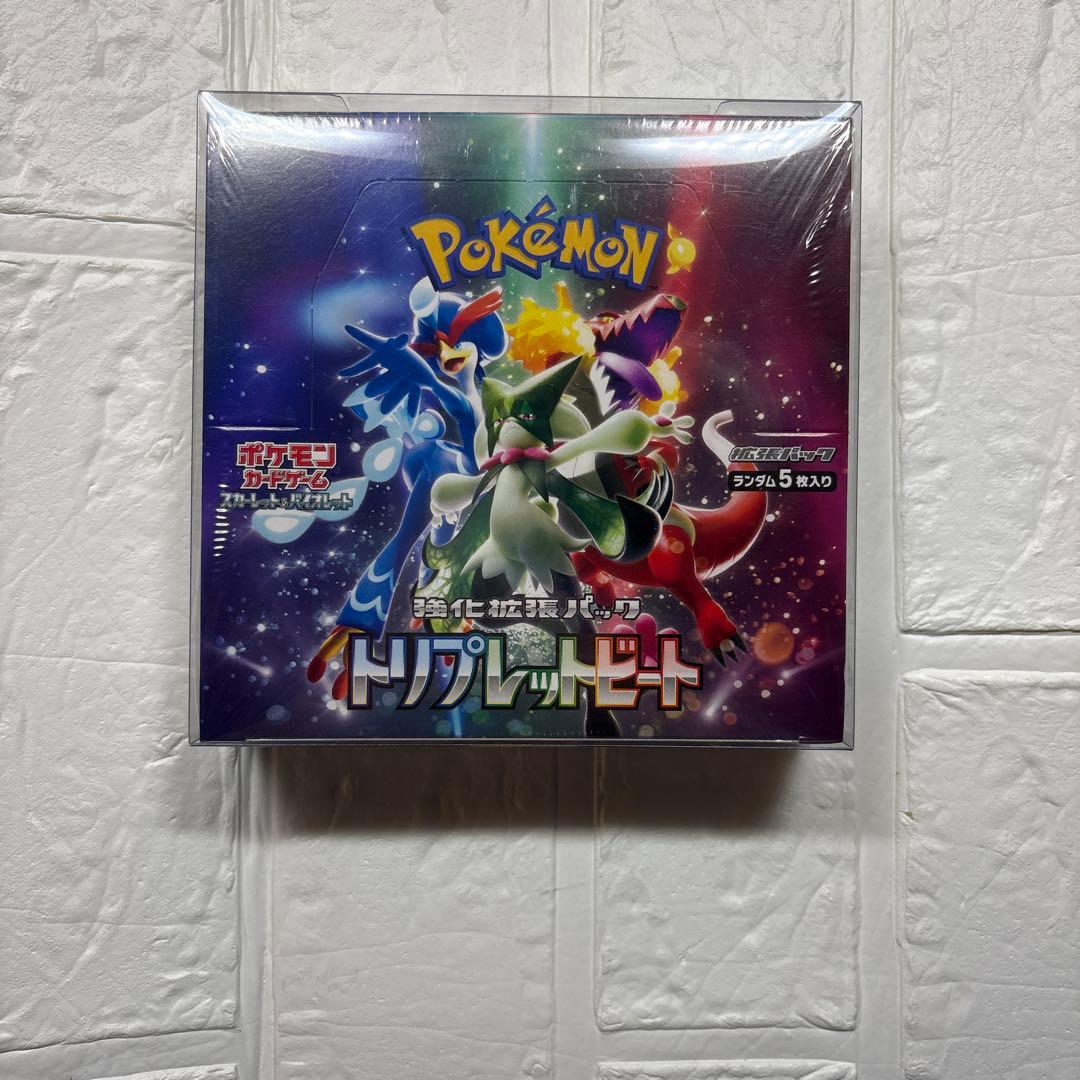 POKéMON
TM
ポケモン
カードゲーム
スカーレット&バイオレット
拡張パック
ランダム5枚入り
強化拡張パック
トリプレットビート